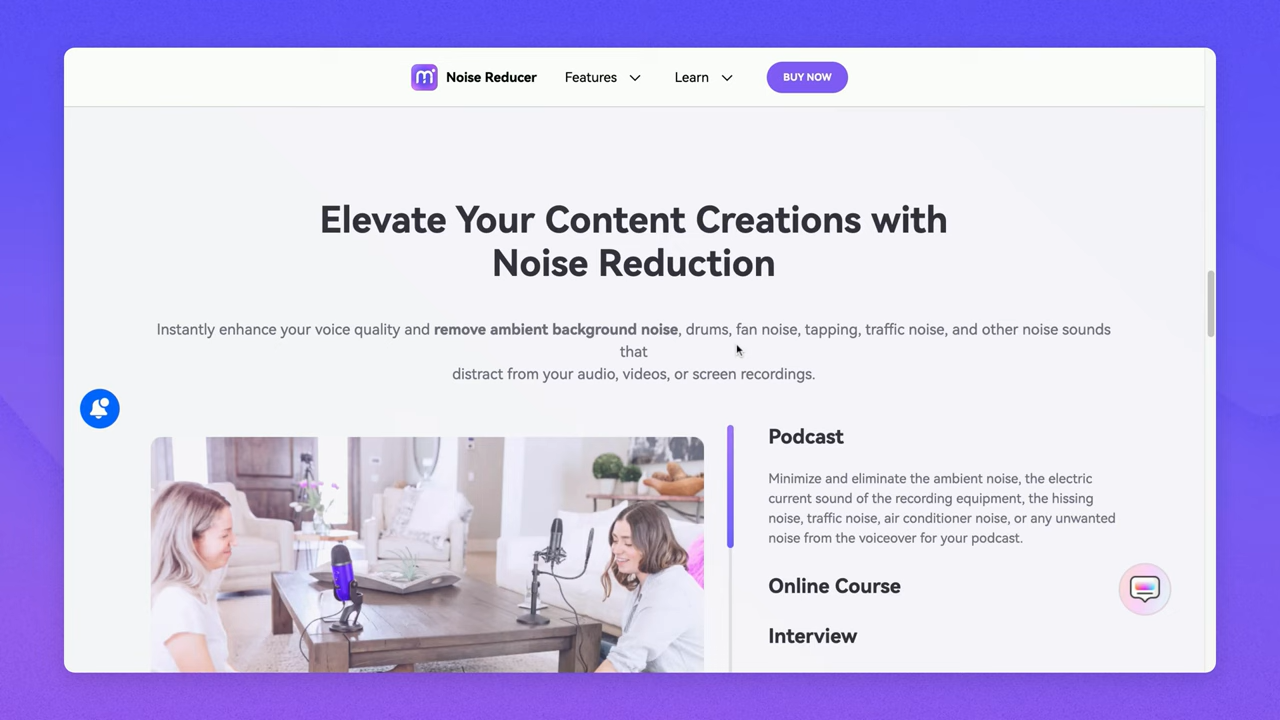 Noise Reducer
Features
Learn
BUY NOW
Elevate Your Content Creations with
Noise Reduction
Instantly enhance your voice quality and remove ambient background noise, drums, fan noise, tapping, traffic noise, and other noise sounds
that
distract from your audio, videos, or screen recordings.
Podcast
Minimize and eliminate the ambient noise, the electric
current sound of the recording equipment, the hissing
noise, traffic noise, air conditioner noise, or any unwanted
noise from the voiceover for your podcast.
Online Course
Interview